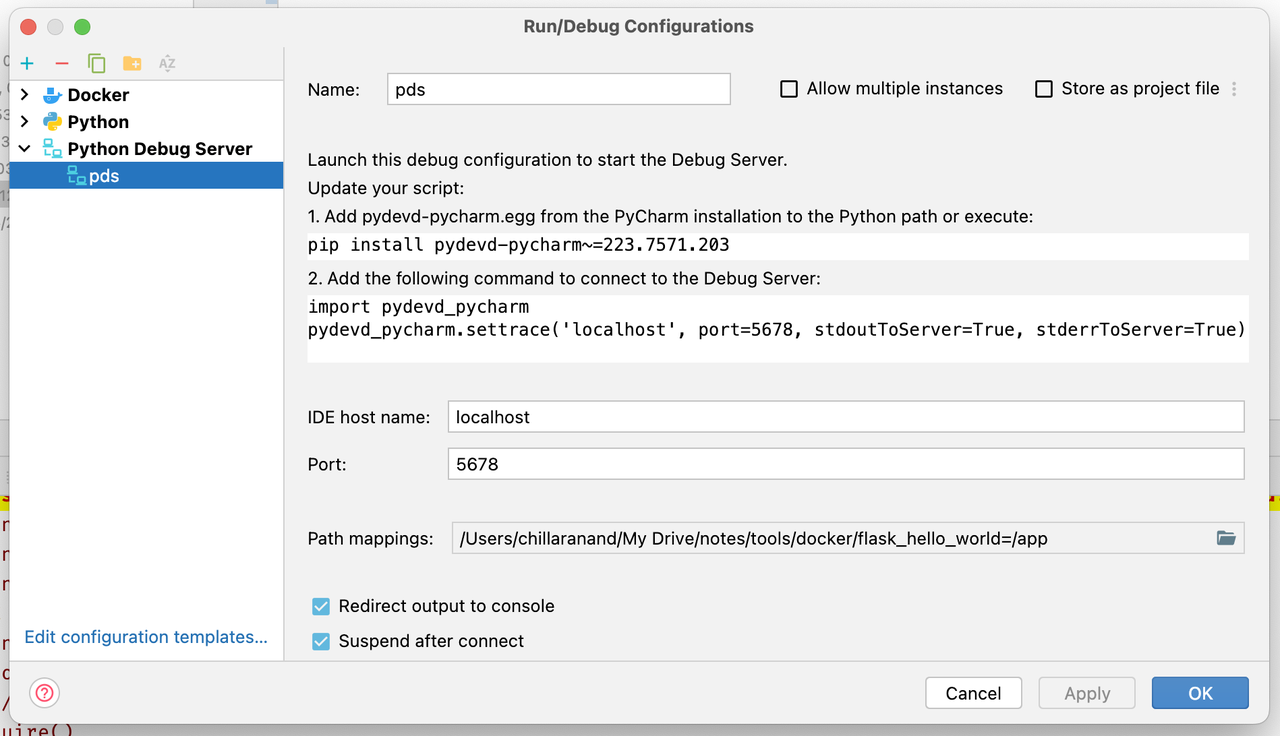 Run/Debug Configurations
Docker
Python
Python Debug Server
pds
Edit configuration templates...
Name:
pds
Allow multiple instances
Store as project file
Launch this debug configuration to start the Debug Server.
Update your script:
1. Add pydevd-pycharm.egg from the PyCharm installation to the Python path or execute:
pip install pydevd-pycharm~=223.7571.203
2. Add the following command to connect to the Debug Server:
import pydevd_pycharm
pydevd_pycharm.settrace('localhost', port=5678, stdoutToServer=True, stderrToServer=True)
IDE host name:
localhost
Port:
5678
Path mappings:
/Users/chillaranand/My Drive/notes/tools/docker/flask_hello_world=/app
Redirect output to console
Suspend after connect
?
Cancel
Apply
OK
uire()